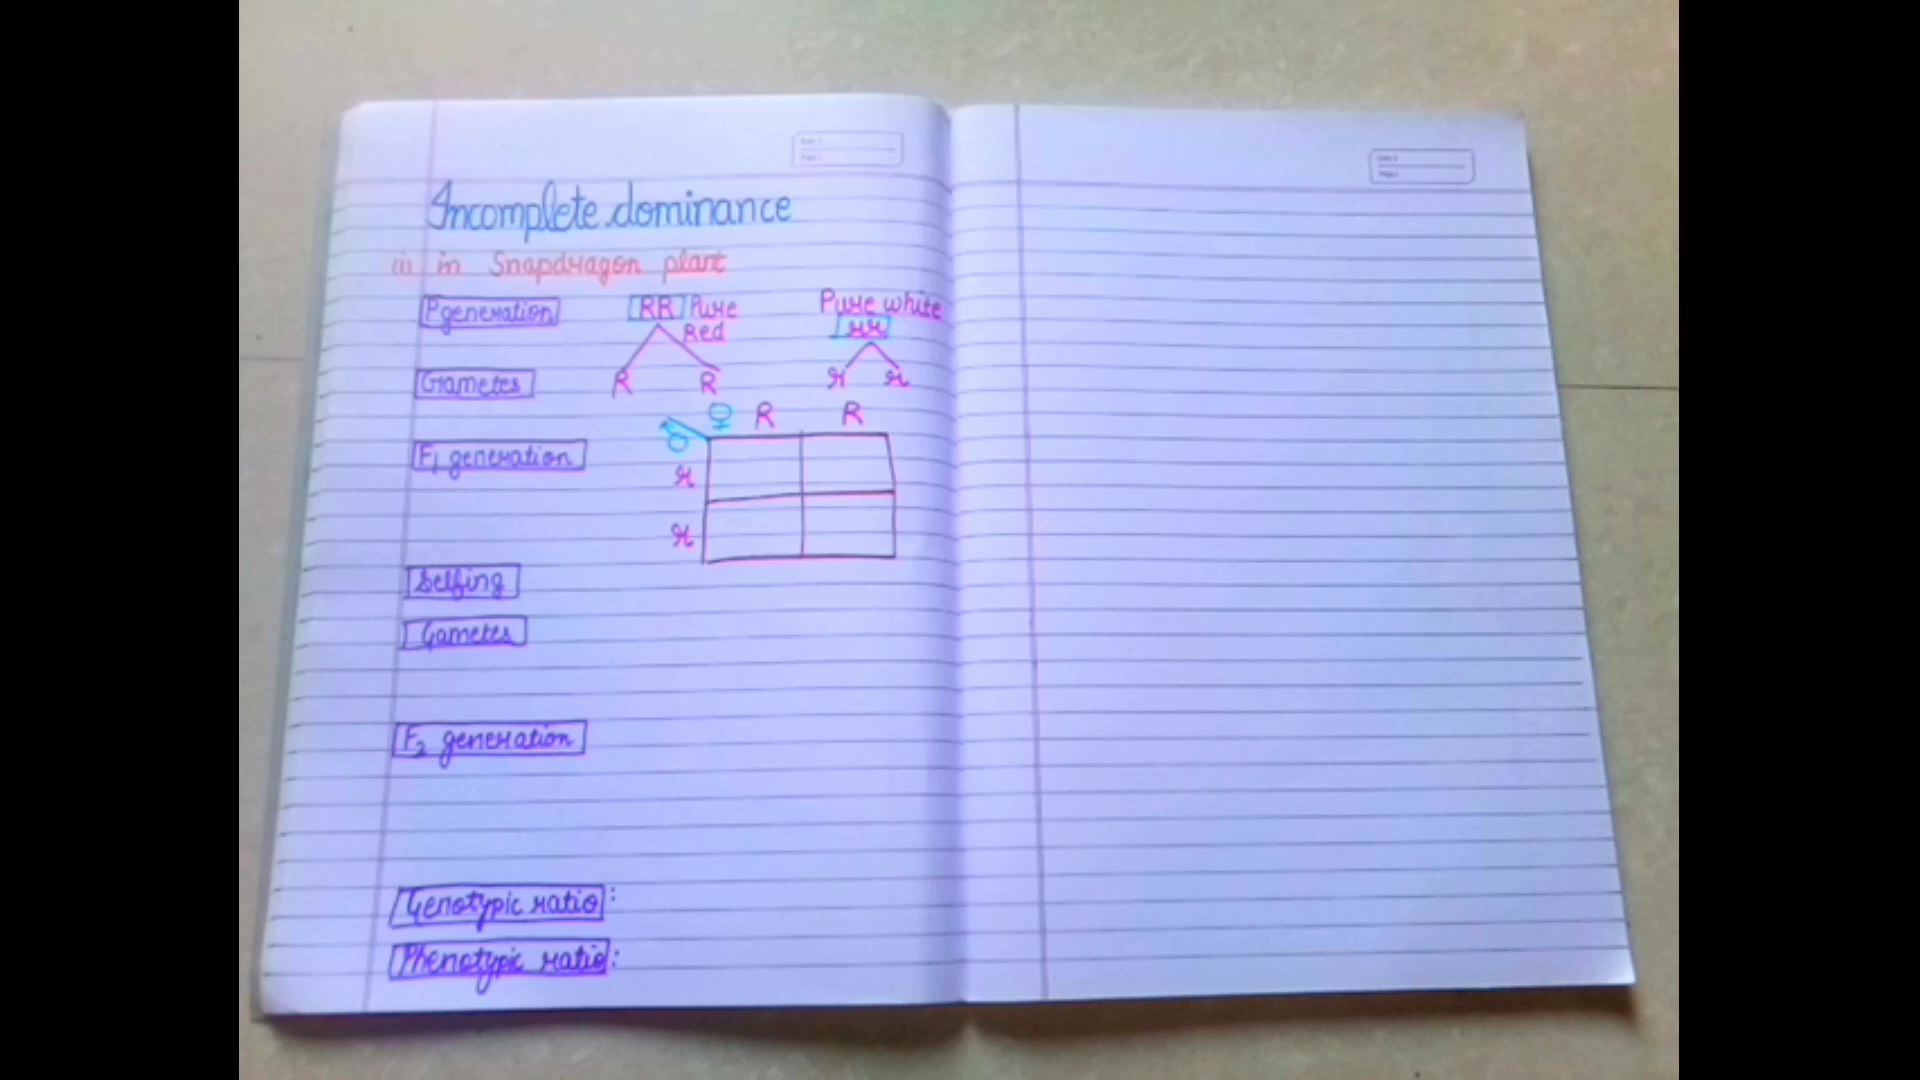 Incomplete dominance
(i) in Snapdragon plant
P generation RR Pure Red Pure white rr
Gametes R R r r
♂ ♀ R R
F1 generation
r
r
Selfing
Gametes
F2 generation
Genotypic ratio:
Phenotypic ratio: